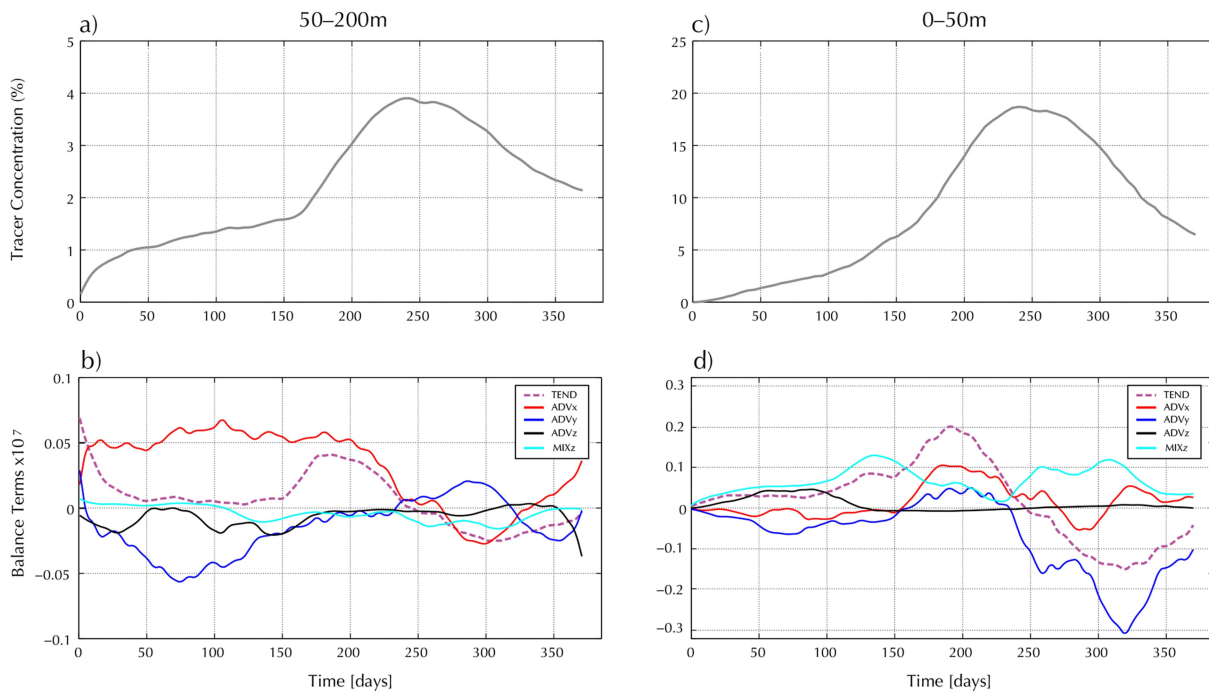 a)
50–200m
Tracer Concentration (%)
5
4
3
2
1
0
0 50 100 150 200 250 300 350
c)
0–50m
25
20
15
10
5
0
0 50 100 150 200 250 300 350
b)
Balance Terms x10⁷
0.1
0.05
0
−0.05
−0.1
TEND
ADVx
ADVy
ADVz
MIXz
0 50 100 150 200 250 300 350
Time [days]
d)
0.3
0.2
0.1
0
−0.1
−0.2
−0.3
TEND
ADVx
ADVy
ADVz
MIXz
0 50 100 150 200 250 300 350
Time [days]